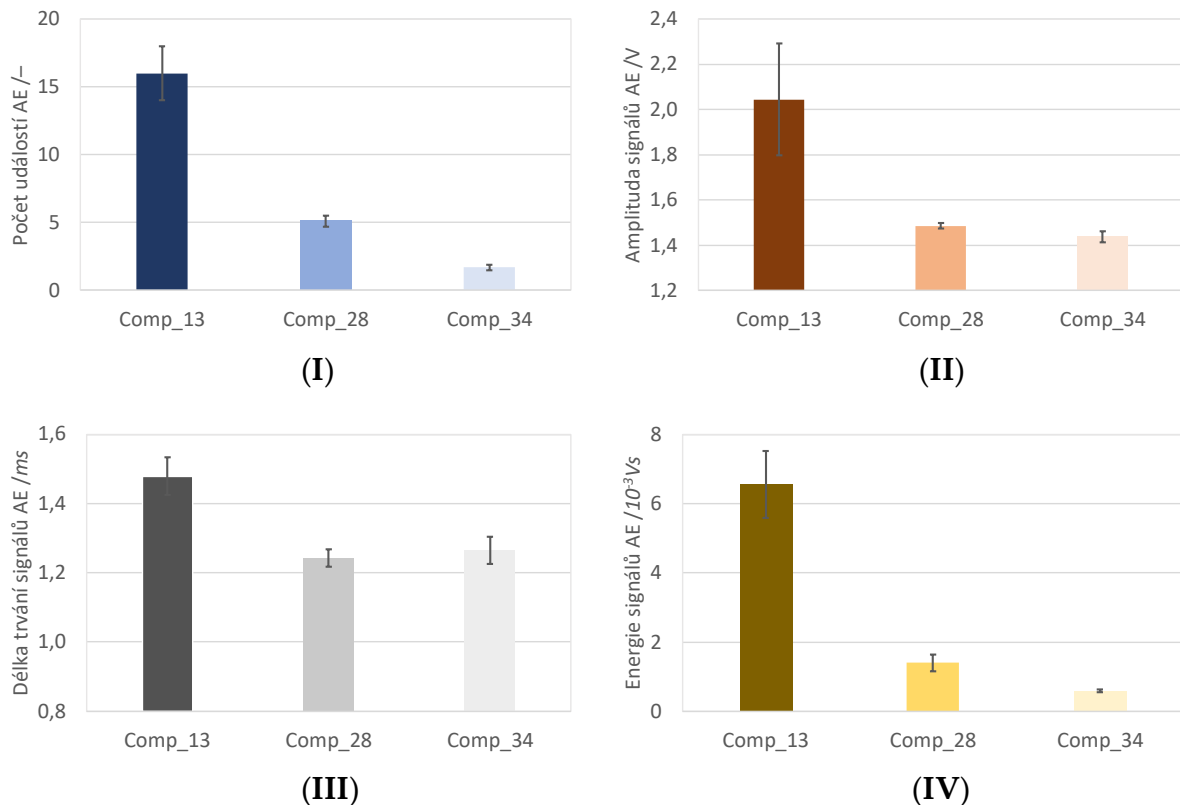 Počet událostí AE /–
20
15
10
5
0
Comp_13 Comp_28 Comp_34
(I)
Amplituda signálů AE /V
2,4
2,2
2,0
1,8
1,6
1,4
1,2
Comp_13 Comp_28 Comp_34
(II)
Délka trvání signálů AE /ms
1,6
1,4
1,2
1,0
0,8
Comp_13 Comp_28 Comp_34
(III)
Energie signálů AE /10⁻³Vs
8
6
4
2
0
Comp_13 Comp_28 Comp_34
(IV)